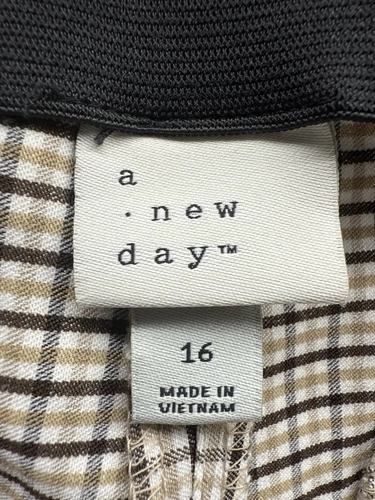 a
· new
day™
16
MADE IN
VIETNAM